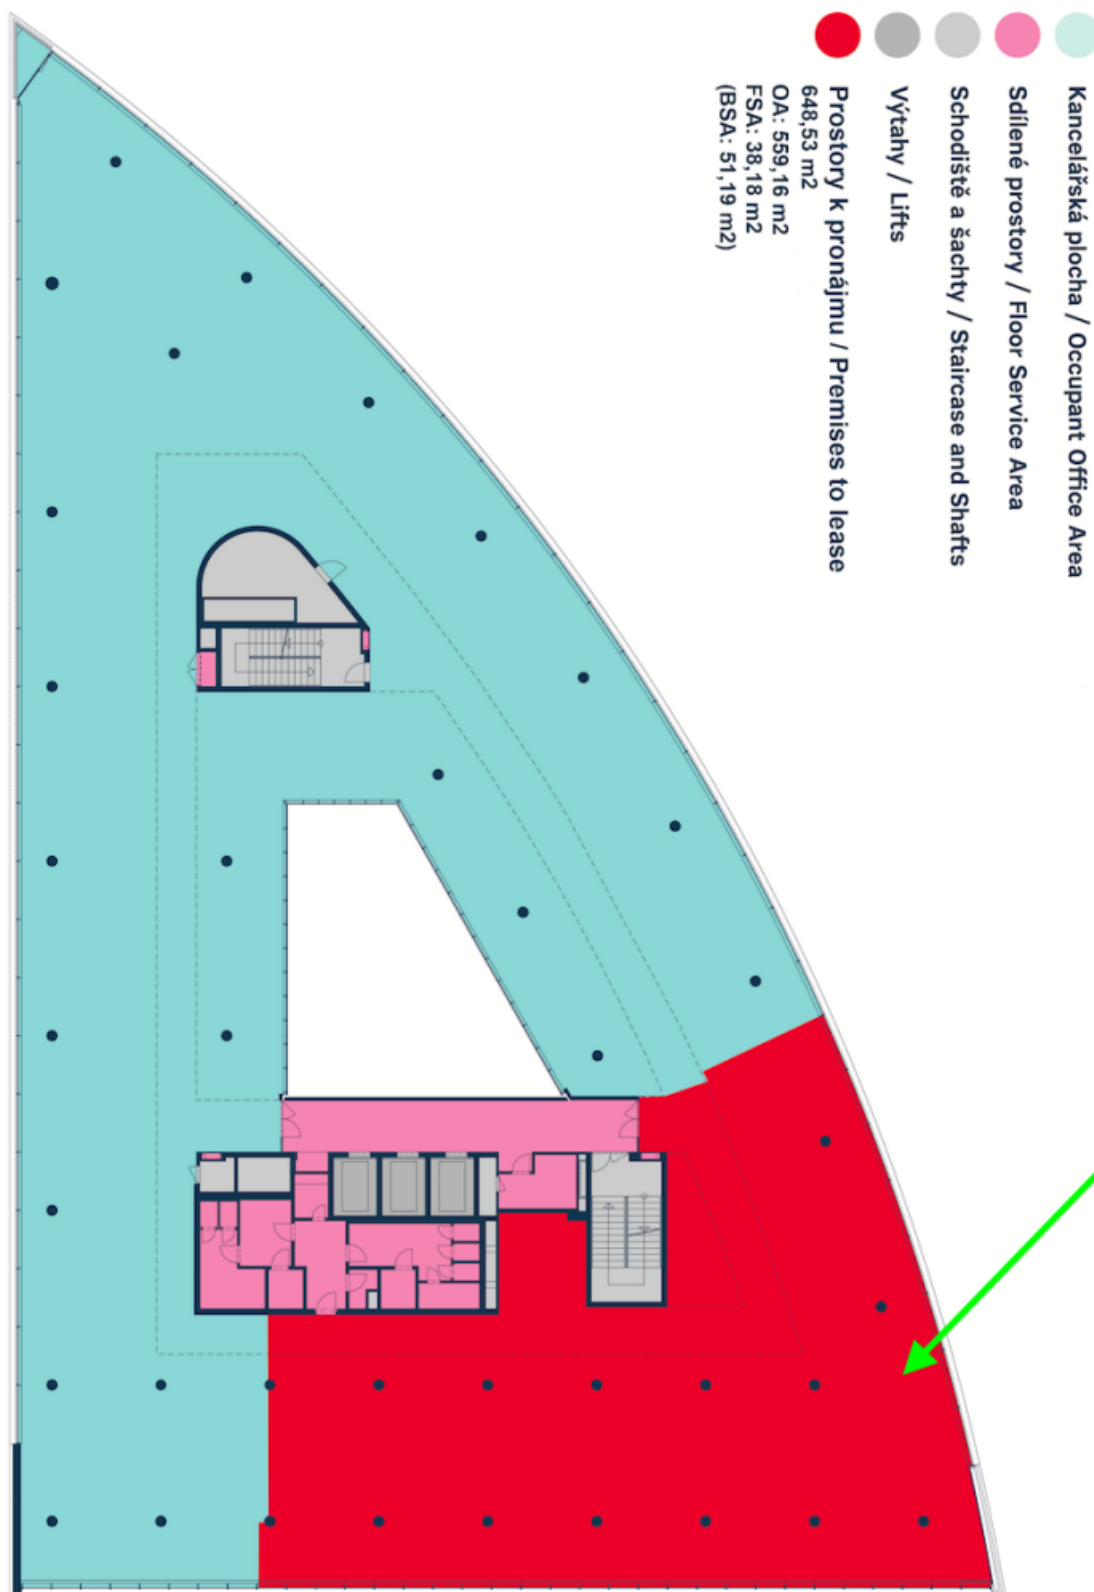 Kancelářská plocha / Occupant Office Area
Sdílené prostory / Floor Service Area
Schodiště a šachty / Staircase and Shafts
Výtahy / Lifts
Prostory k pronájmu / Premises to lease
648,53 m2
OA: 559,16 m2
FSA: 38,18 m2
(BSA: 51,19 m2)